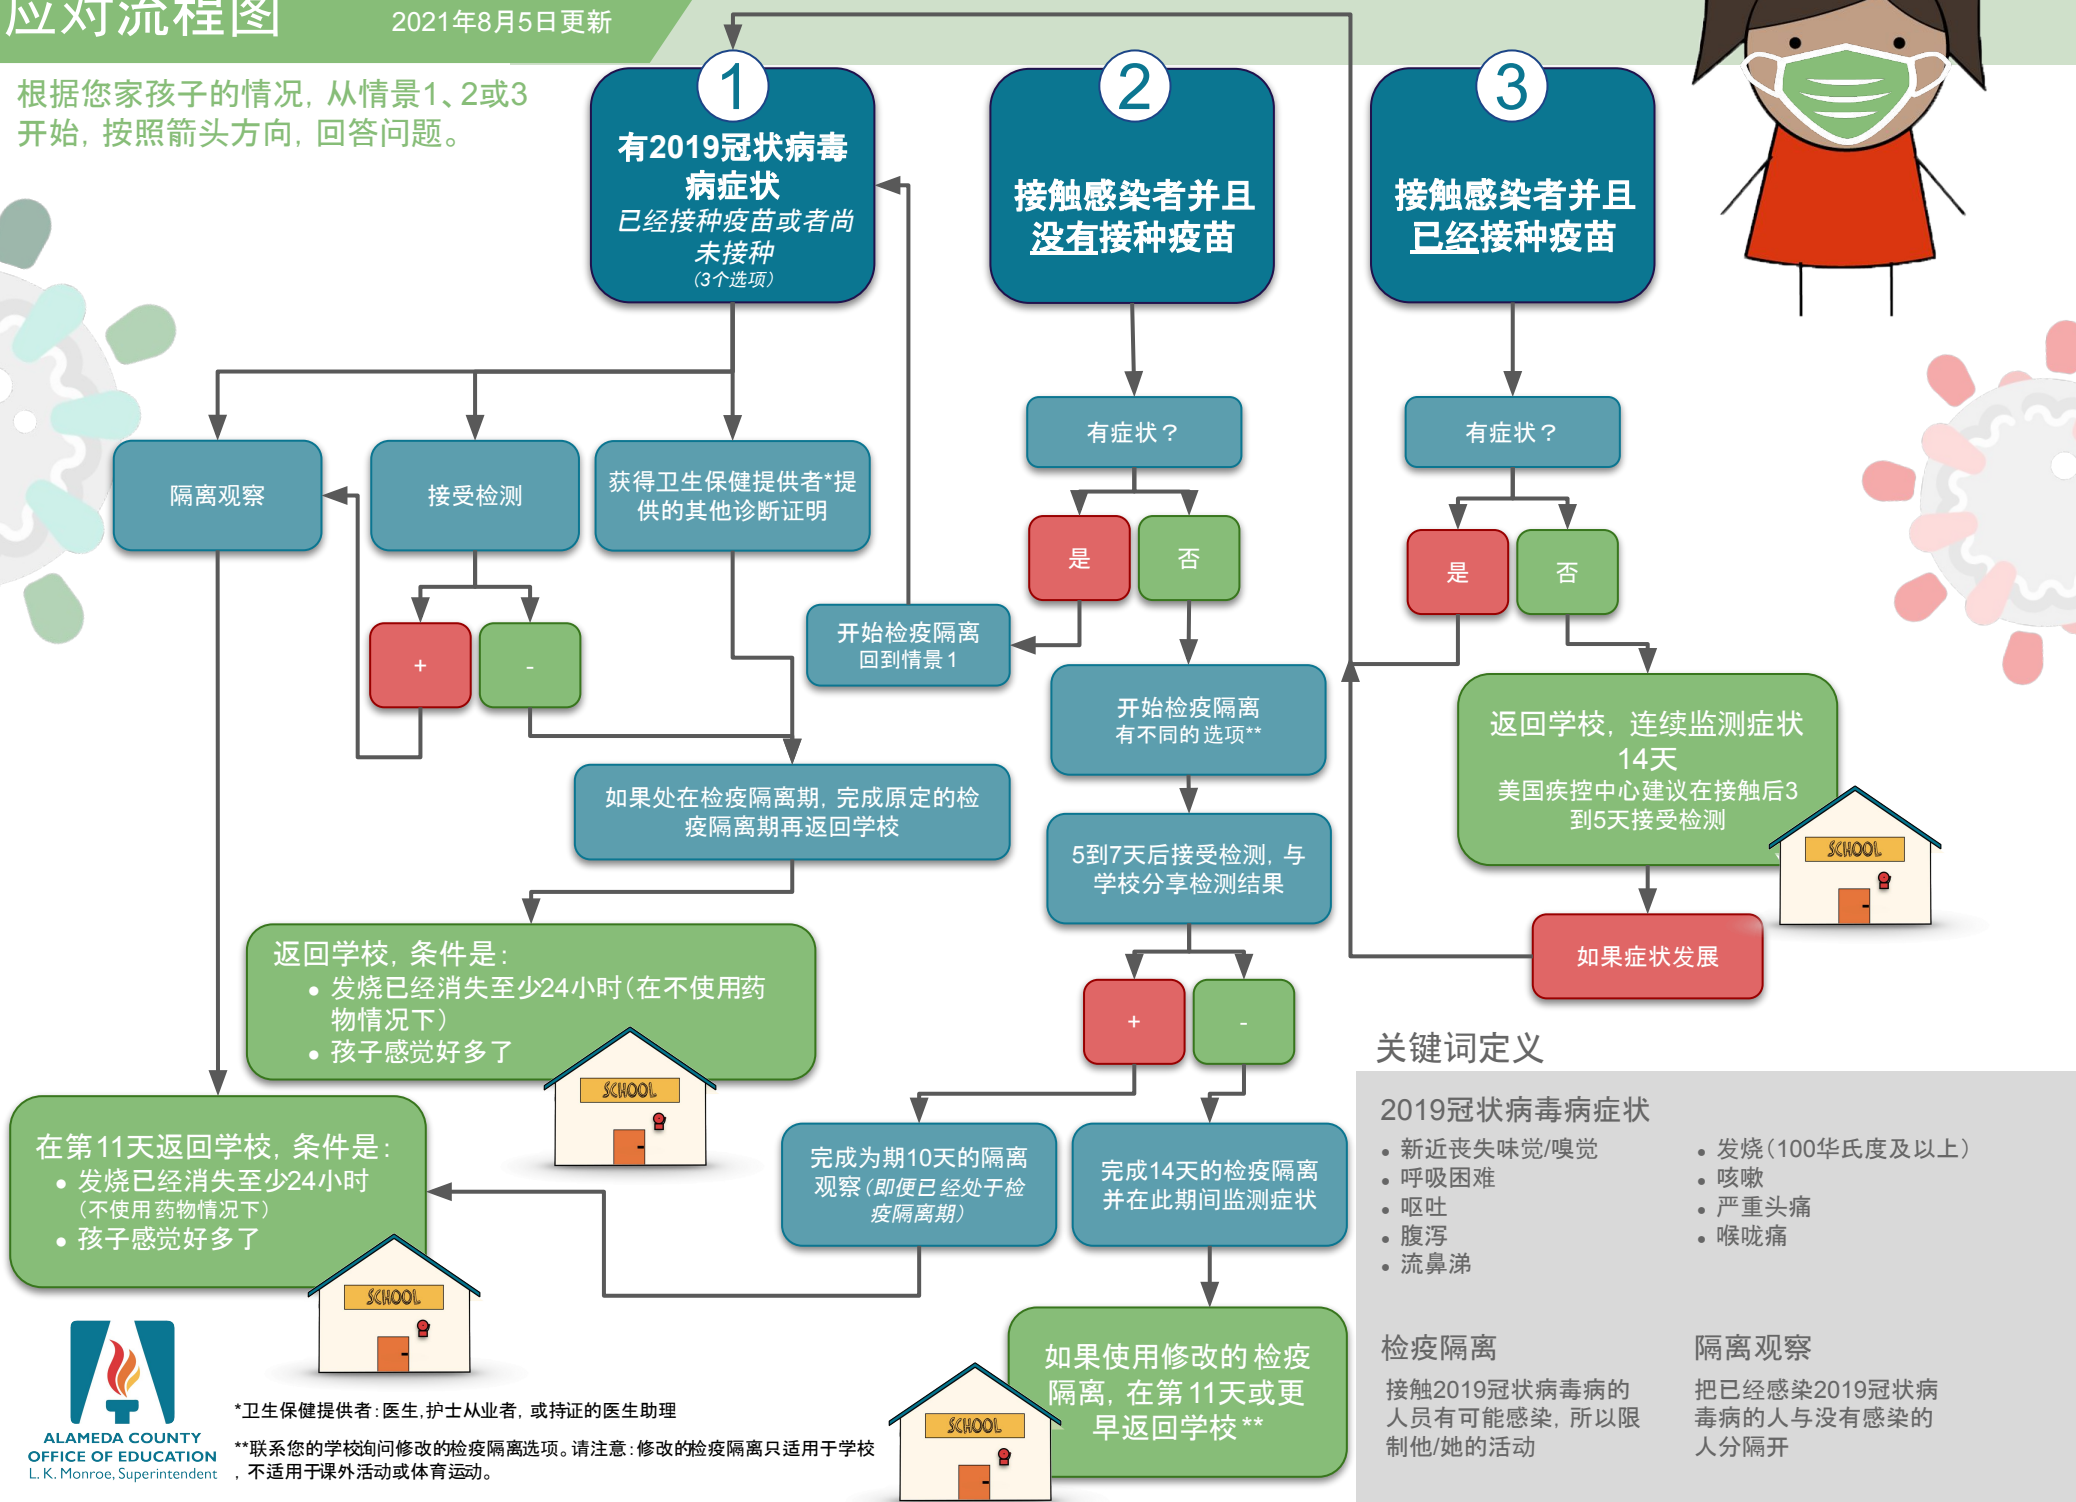 应对流程图
2021年8月5日更新
根据您家孩子的情况, 从情景1、2或3
开始, 按照箭头方向, 回答问题。
1
有2019冠状病毒
病症状
已经接种疫苗或者尚
未接种
(3个选项)
2
接触感染者并且
没有接种疫苗
3
接触感染者并且
已经接种疫苗
隔离观察
接受检测
获得卫生保健提供者*提
供的其他诊断证明
+
-
有症状？
是
否
开始检疫隔离
回到情景1
开始检疫隔离
有不同的选项**
5到7天后接受检测, 与
学校分享检测结果
+
-
有症状？
是
否
返回学校, 连续监测症状
14天
美国疾控中心建议在接触后3
到5天接受检测
SCHOOL
如果症状发展
如果处在检疫隔离期, 完成原定的检
疫隔离期再返回学校
返回学校, 条件是:
• 发烧已经消失至少24小时(在不使用药
物情况下)
• 孩子感觉好多了
SCHOOL
在第11天返回学校, 条件是:
• 发烧已经消失至少24小时
(不使用药物情况下)
• 孩子感觉好多了
SCHOOL
完成为期10天的隔离
观察(即便已经处于检
疫隔离期)
完成14天的检疫隔离
并在此期间监测症状
如果使用修改的检疫
隔离, 在第11天或更
早返回学校**
SCHOOL
关键词定义
2019冠状病毒病症状
• 新近丧失味觉/嗅觉
• 呼吸困难
• 呕吐
• 腹泻
• 流鼻涕
• 发烧(100华氏度及以上)
• 咳嗽
• 严重头痛
• 喉咙痛
检疫隔离
接触2019冠状病毒病的
人员有可能感染, 所以限
制他/她的活动
隔离观察
把已经感染2019冠状病
毒病的人与没有感染的
人分隔开
ALAMEDA COUNTY
OFFICE OF EDUCATION
L. K. Monroe, Superintendent
*卫生保健提供者: 医生,护士从业者, 或持证的医生助理
**联系您的学校询问修改的检疫隔离选项。请注意: 修改的检疫隔离只适用于学校
, 不适用于课外活动或体育运动。